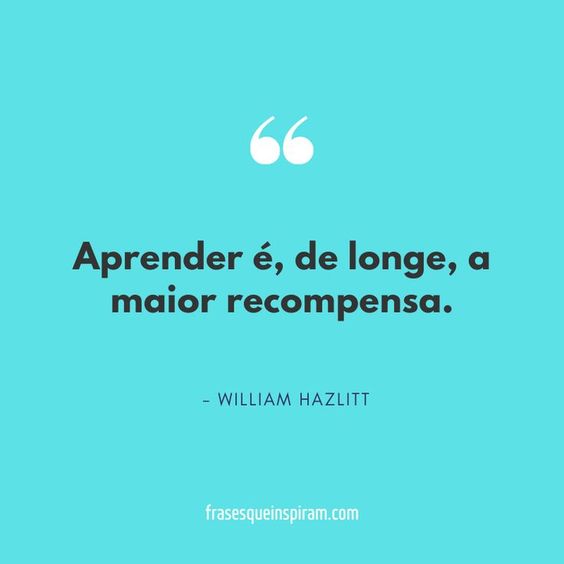 “
Aprender é, de longe, a
maior recompensa.
– WILLIAM HAZLITT
frasesqueinspiram.com